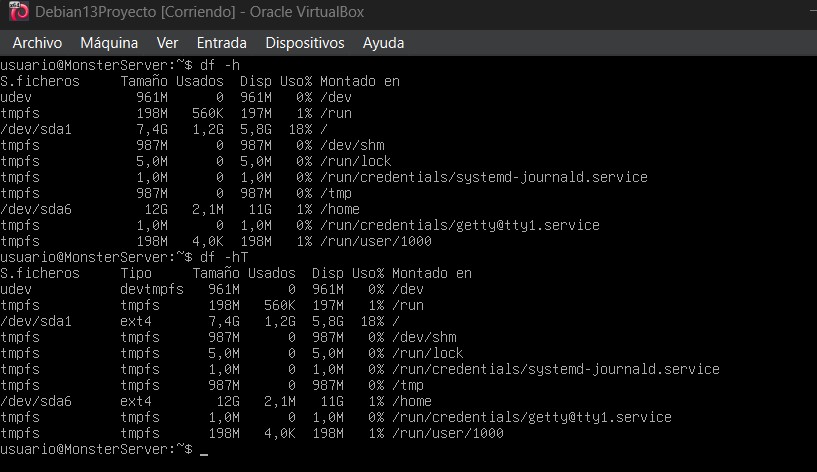 Debian13Proyecto [Corriendo] - Oracle VirtualBox
Archivo Máquina Ver Entrada Dispositivos Ayuda
usuario@MonsterServer:~$ df -h
S.ficheros Tamaño Usados Disp Uso% Montado en
udev 961M 0 961M 0% /dev
tmpfs 198M 560K 197M 1% /run
/dev/sda1 7,4G 1,2G 5,8G 18% /
tmpfs 987M 0 987M 0% /dev/shm
tmpfs 5,0M 0 5,0M 0% /run/lock
tmpfs 1,0M 0 1,0M 0% /run/credentials/systemd-journald.service
tmpfs 987M 0 987M 0% /tmp
/dev/sda6 12G 2,1M 11G 1% /home
tmpfs 1,0M 0 1,0M 0% /run/credentials/getty@tty1.service
tmpfs 198M 4,0K 198M 1% /run/user/1000
usuario@MonsterServer:~$ df -hT
S.ficheros Tipo Tamaño Usados Disp Uso% Montado en
udev devtmpfs 961M 0 961M 0% /dev
tmpfs tmpfs 198M 560K 197M 1% /run
/dev/sda1 ext4 7,4G 1,2G 5,8G 18% /
tmpfs tmpfs 987M 0 987M 0% /dev/shm
tmpfs tmpfs 5,0M 0 5,0M 0% /run/lock
tmpfs tmpfs 1,0M 0 1,0M 0% /run/credentials/systemd-journald.service
tmpfs tmpfs 987M 0 987M 0% /tmp
/dev/sda6 ext4 12G 2,1M 11G 1% /home
tmpfs tmpfs 1,0M 0 1,0M 0% /run/credentials/getty@tty1.service
tmpfs tmpfs 198M 4,0K 198M 1% /run/user/1000
usuario@MonsterServer:~$ _